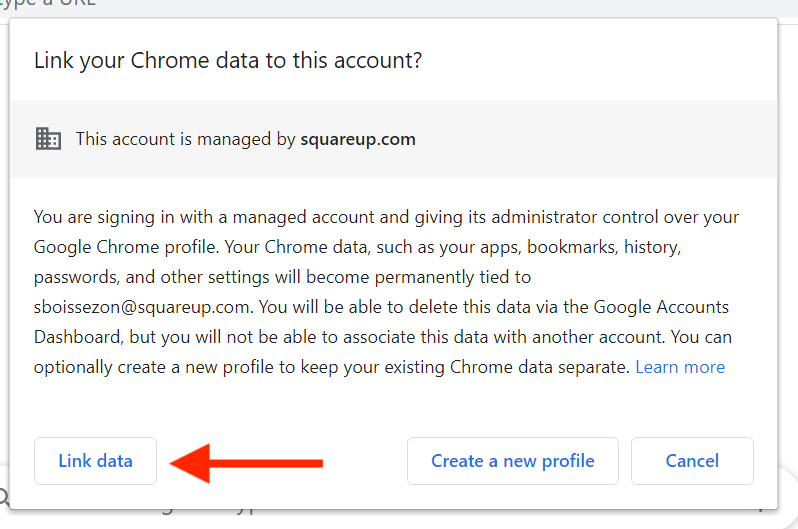 type a URL
Link your Chrome data to this account?
This account is managed by squareup.com
You are signing in with a managed account and giving its administrator control over your
Google Chrome profile. Your Chrome data, such as your apps, bookmarks, history,
passwords, and other settings will become permanently tied to
sboissezon@squareup.com. You will be able to delete this data via the Google Accounts
Dashboard, but you will not be able to associate this data with another account. You can
optionally create a new profile to keep your existing Chrome data separate. Learn more
Link data
Create a new profile
Cancel